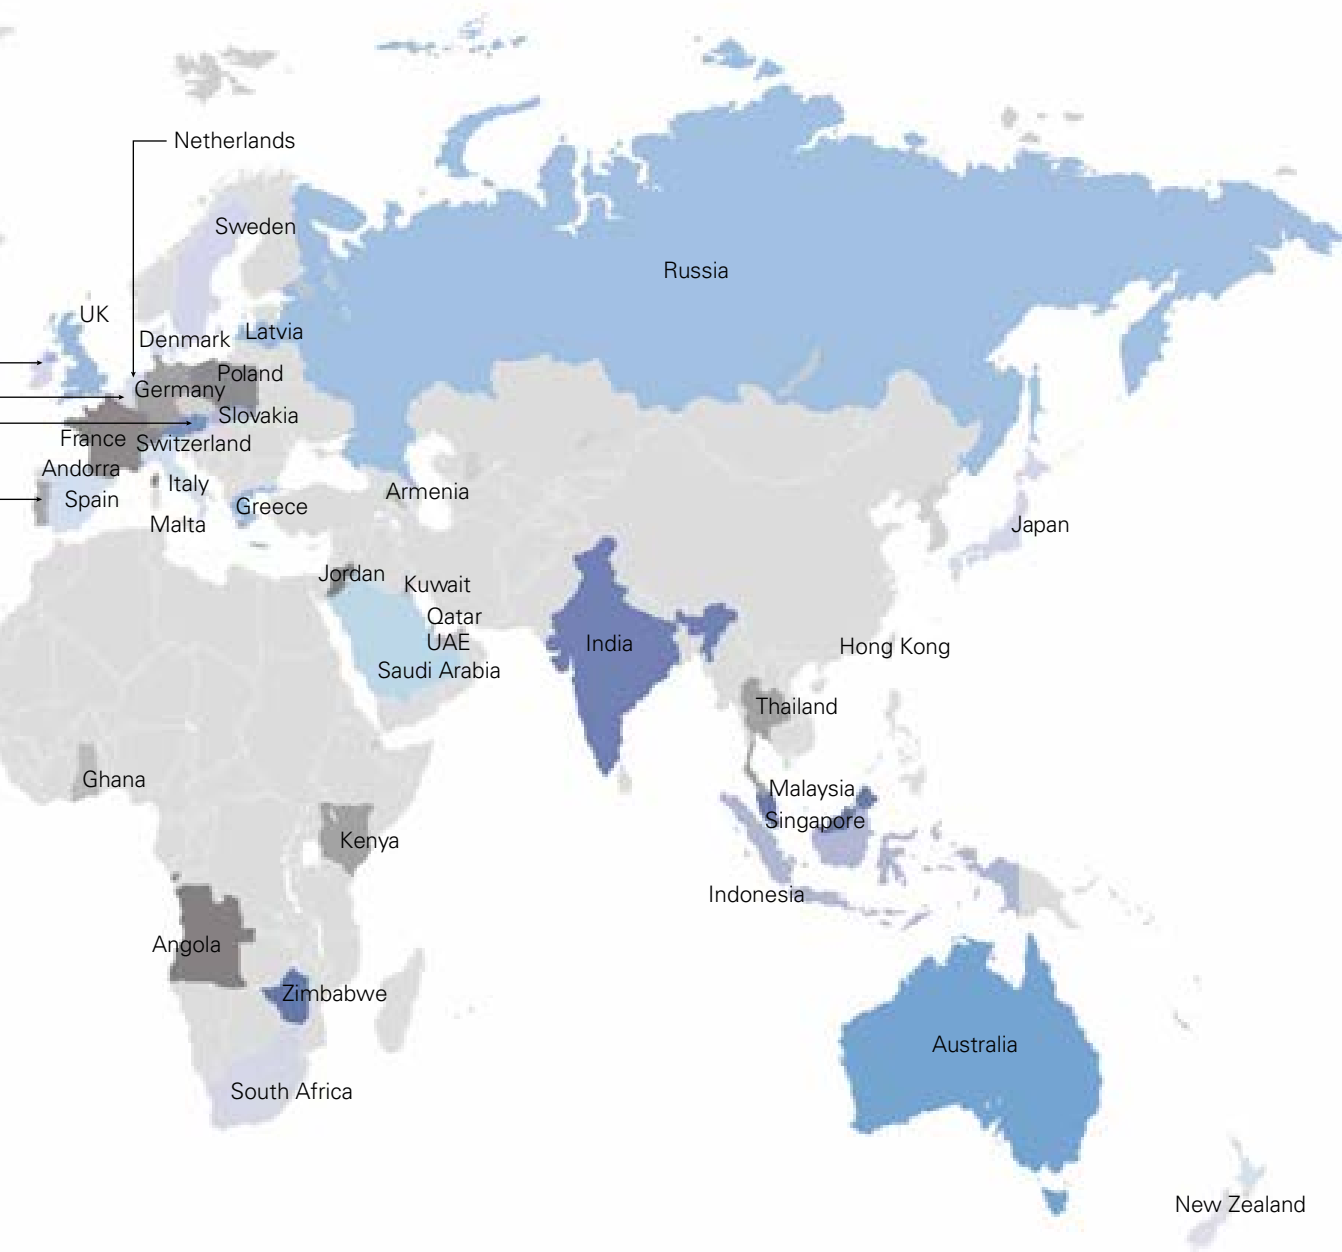 Netherlands
Sweden
Russia
UK
Denmark
Latvia
Poland
Germany
Slovakia
France
Switzerland
Andorra
Italy
Armenia
Spain
Greece
Malta
Japan
Jordan
Kuwait
Qatar
UAE
India
Hong Kong
Saudi Arabia
Thailand
Ghana
Malaysia
Singapore
Kenya
Indonesia
Angola
Zimbabwe
Australia
South Africa
New Zealand